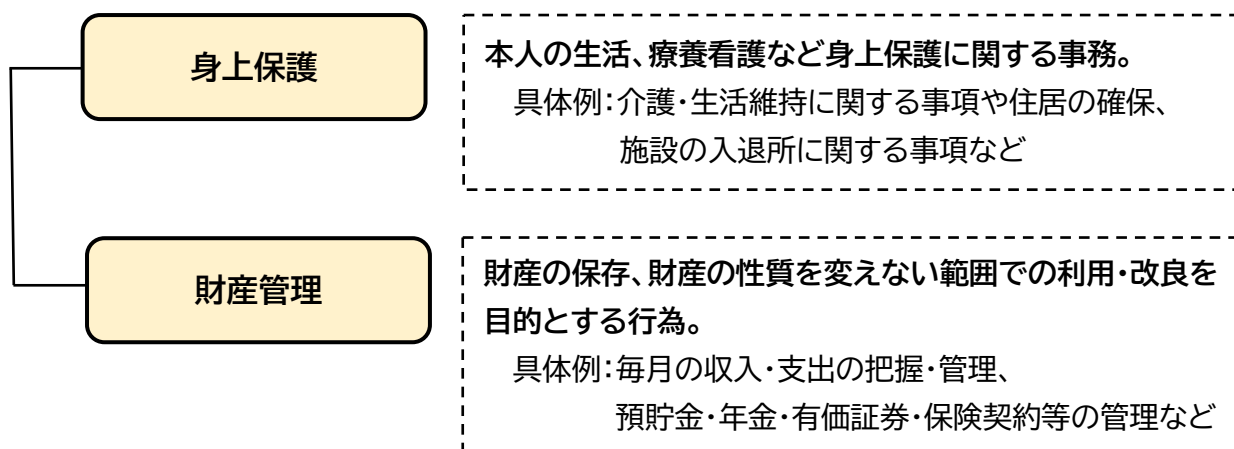 身上保護
本人の生活、療養看護など身上保護に関する事務。
具体例：介護・生活維持に関する事項や住居の確保、
施設の入退所に関する事項など
財産管理
財産の保存、財産の性質を変えない範囲での利用・改良を
目的とする行為。
具体例：毎月の収入・支出の把握・管理、
預貯金・年金・有価証券・保険契約等の管理など